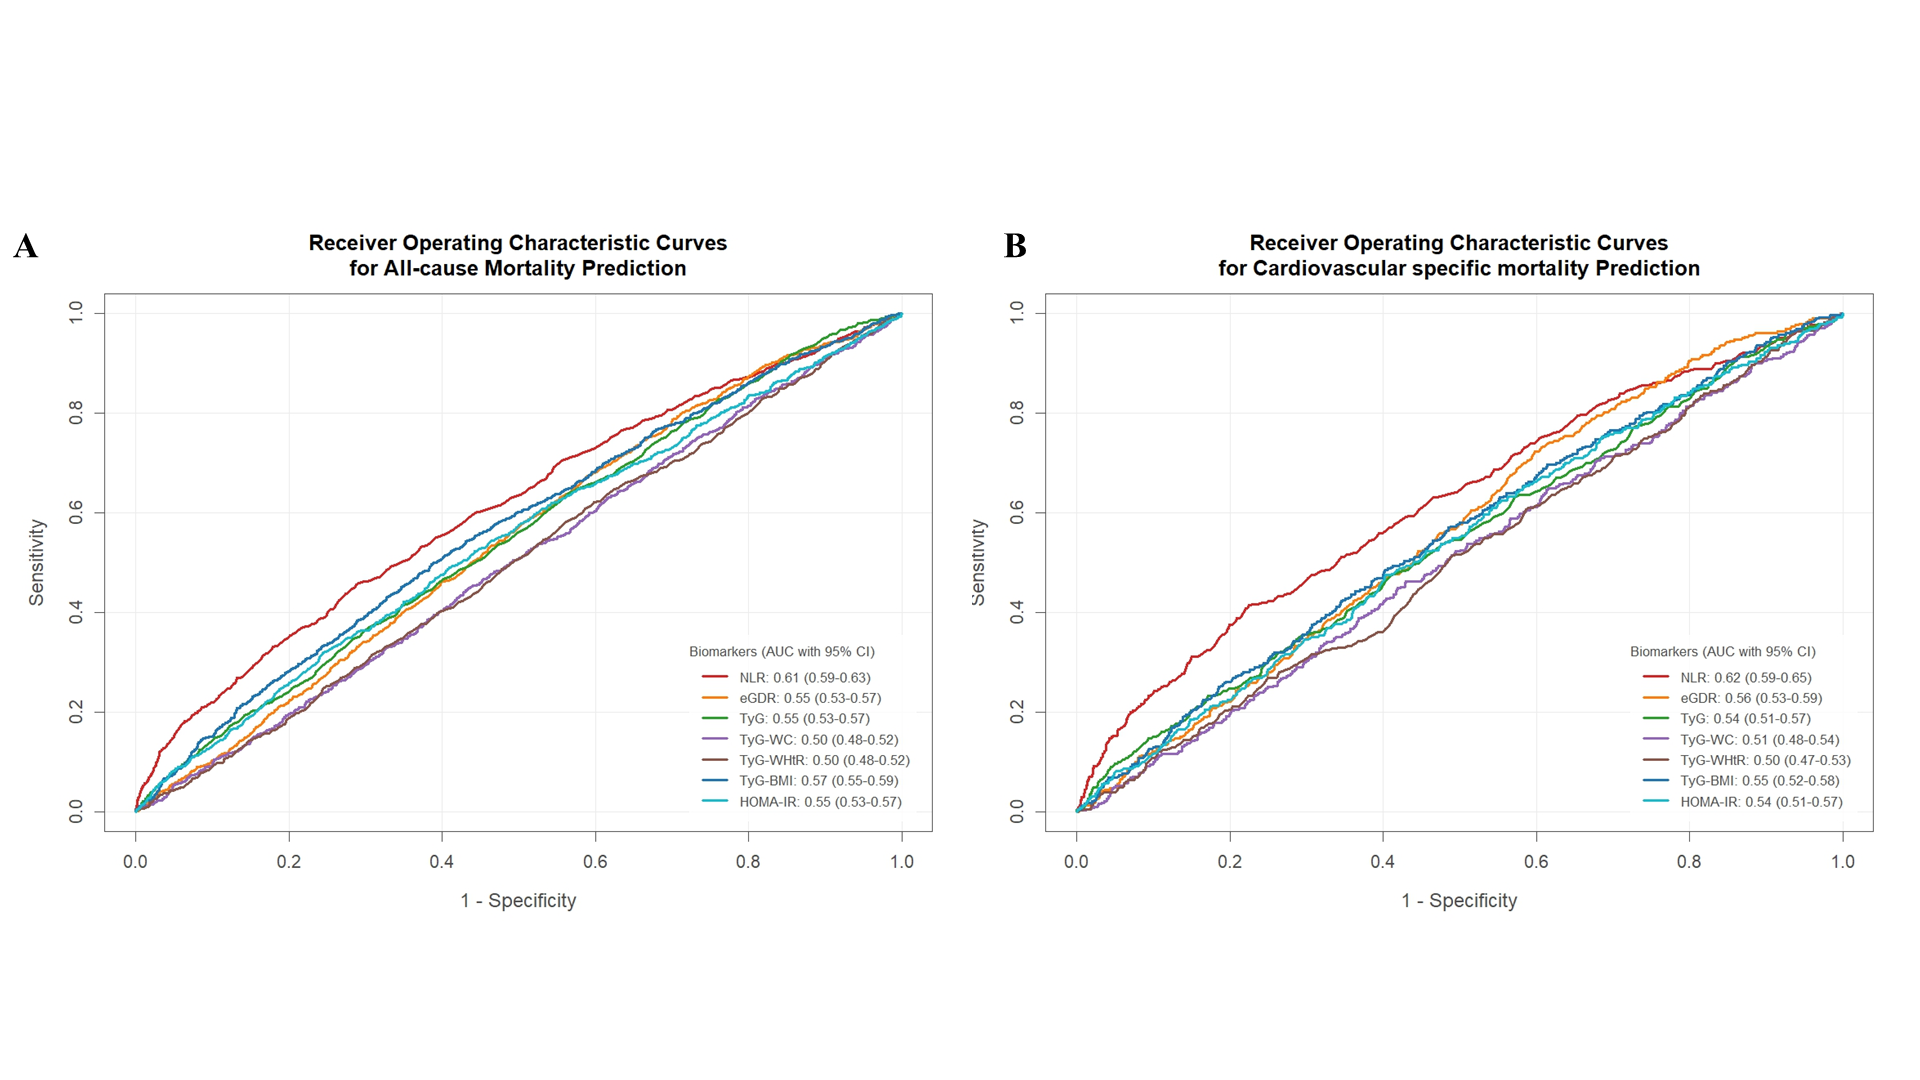 A
Receiver Operating Characteristic Curves
for All-cause Mortality Prediction
Sensitivity
1.0
0.8
0.6
0.4
0.2
0.0
Biomarkers (AUC with 95% CI)
NLR: 0.61 (0.59-0.63)
eGDR: 0.55 (0.53-0.57)
TyG: 0.55 (0.53-0.57)
TyG-WC: 0.50 (0.48-0.52)
TyG-WHtR: 0.50 (0.48-0.52)
TyG-BMI: 0.57 (0.55-0.59)
HOMA-IR: 0.55 (0.53-0.57)
0.0 0.2 0.4 0.6 0.8 1.0
1 - Specificity
B
Receiver Operating Characteristic Curves
for Cardiovascular specific mortality Prediction
Sensitivity
1.0
0.8
0.6
0.4
0.2
0.0
Biomarkers (AUC with 95% CI)
NLR: 0.62 (0.59-0.65)
eGDR: 0.56 (0.53-0.59)
TyG: 0.54 (0.51-0.57)
TyG-WC: 0.51 (0.48-0.54)
TyG-WHtR: 0.50 (0.47-0.53)
TyG-BMI: 0.55 (0.52-0.58)
HOMA-IR: 0.54 (0.51-0.57)
0.0 0.2 0.4 0.6 0.8 1.0
1 - Specificity